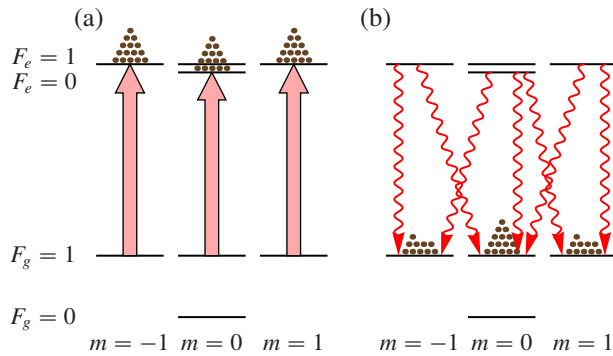 (a) (b)
F_e = 1
F_e = 0
F_g = 1
F_g = 0
m = −1 m = 0 m = 1 m = −1 m = 0 m = 1